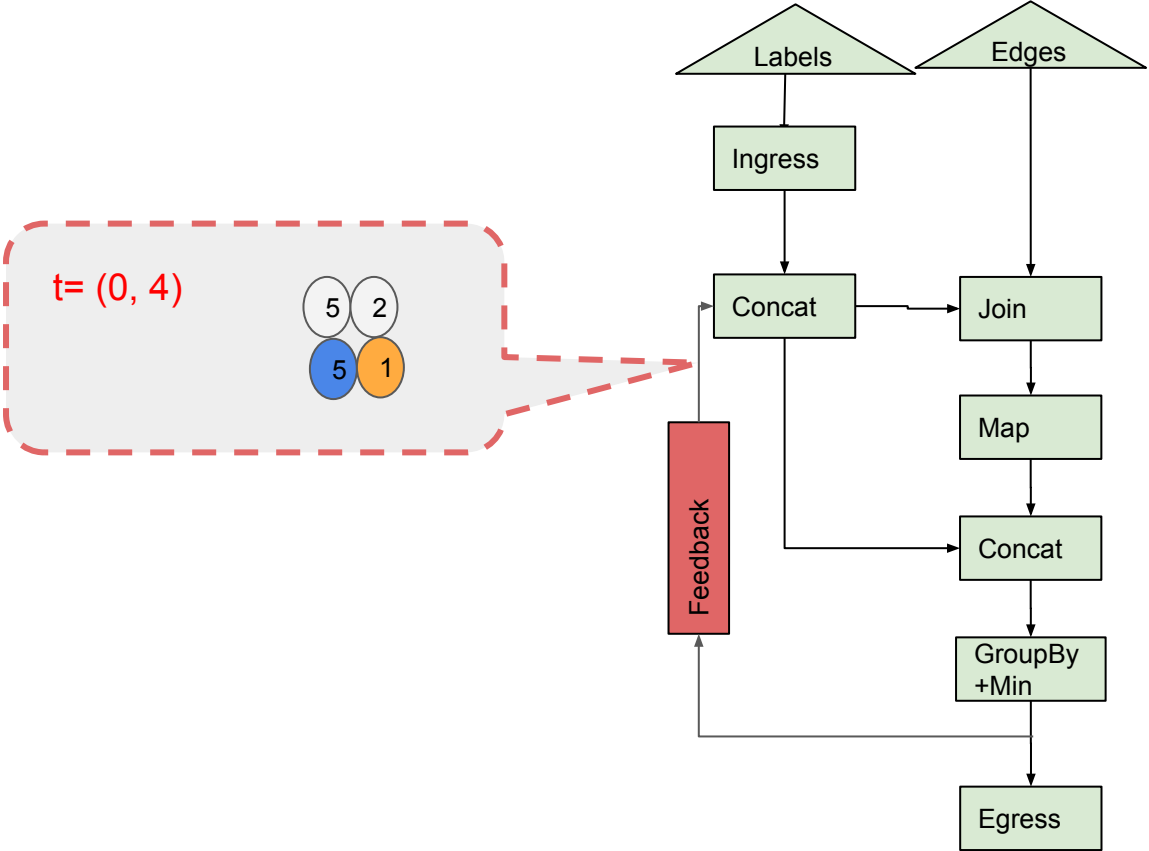 Labels
Edges
Ingress
t= (0, 4)
5 2
5 1
Concat
Join
Map
Feedback
Concat
GroupBy
+Min
Egress